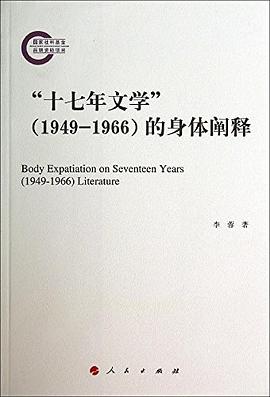 国家社科基金
后期资助项目
“十七年文学”
（1949－1966）的身体阐释
Body Expatiation on Seventeen Years
(1949-1966) Literature
李蓉 著
人民出版社